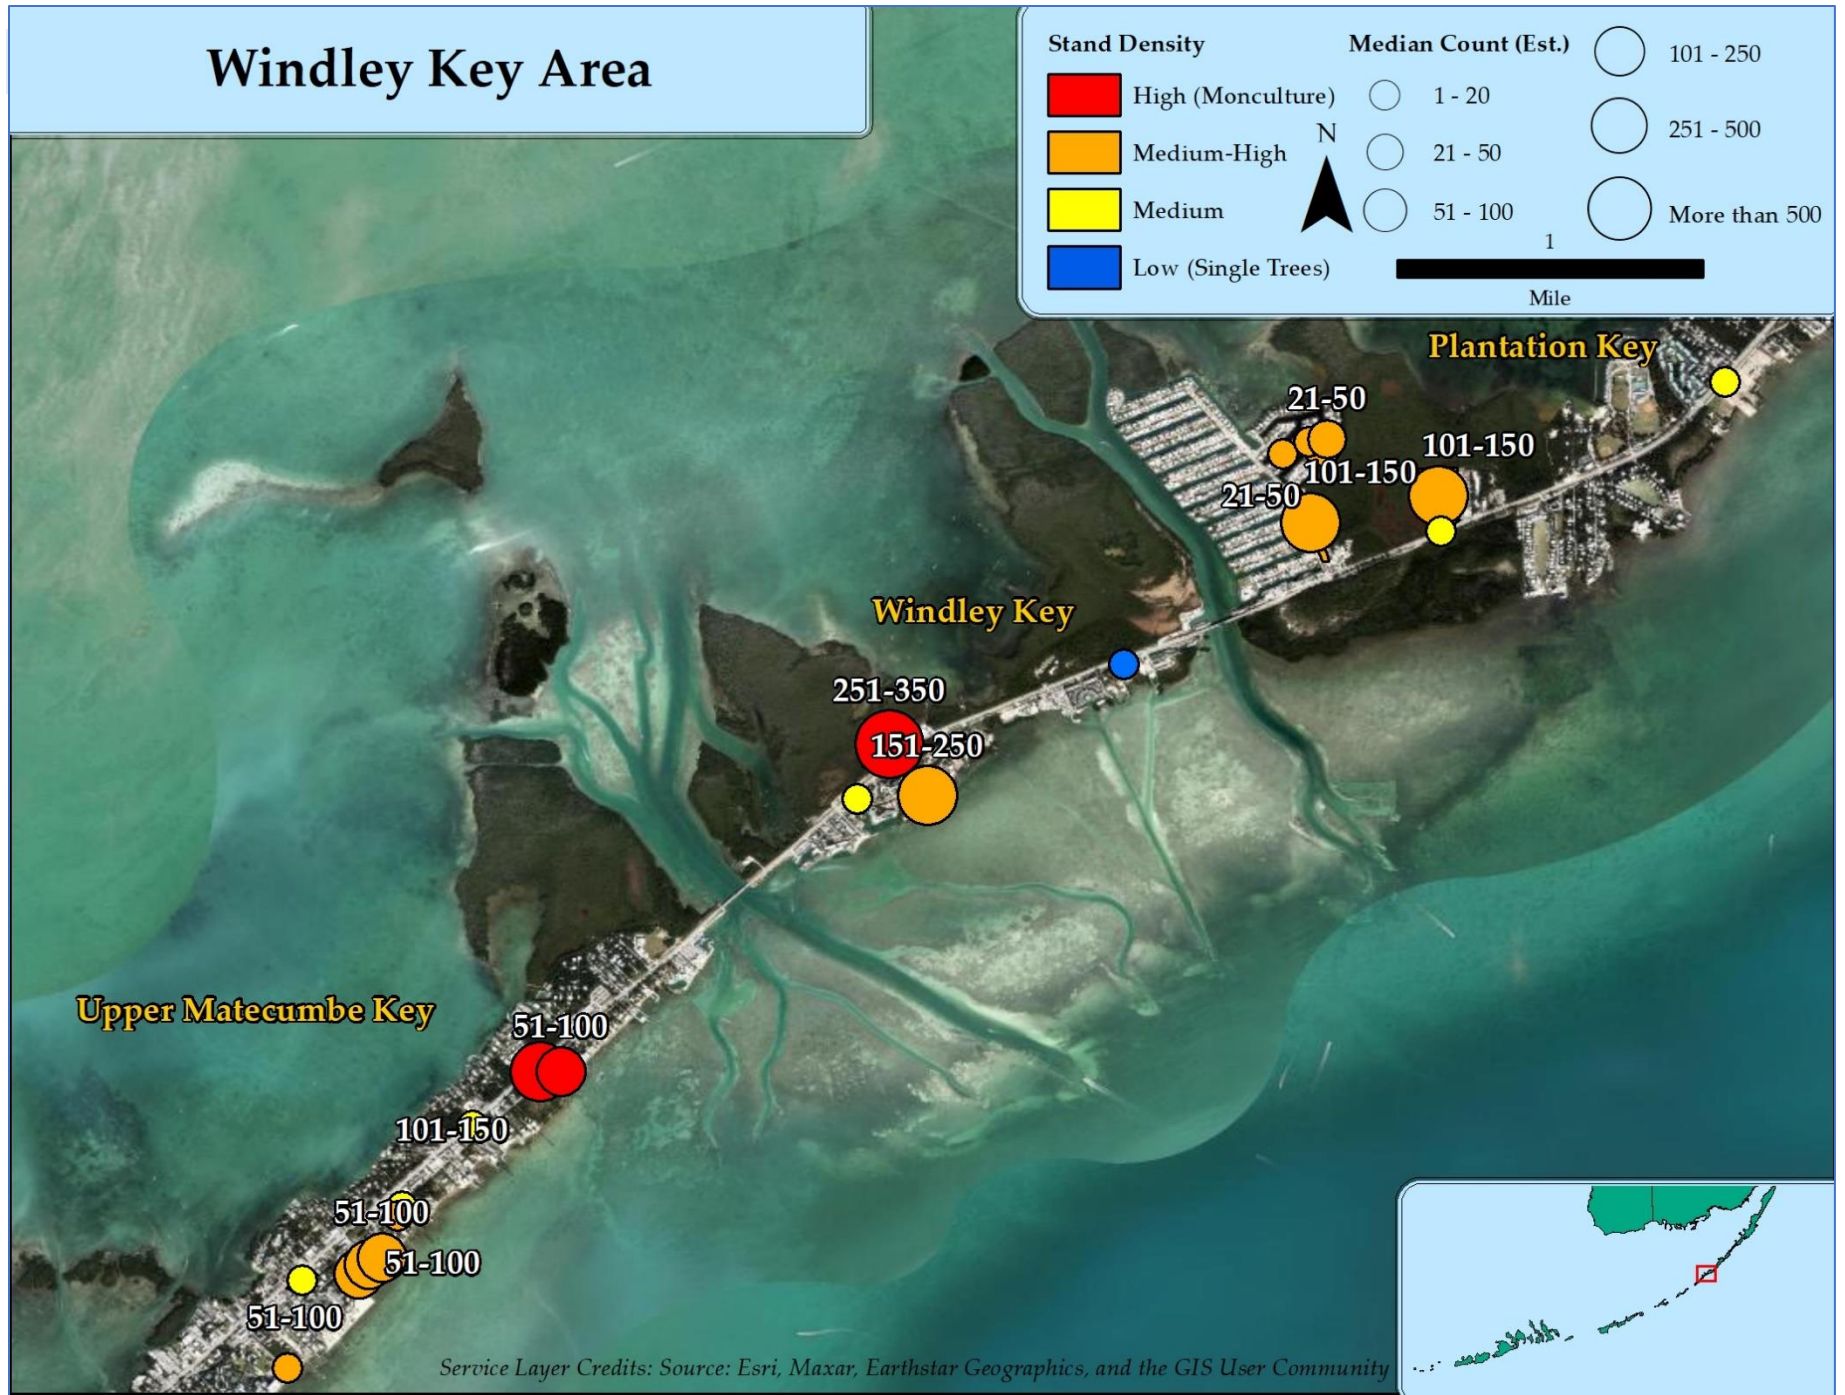 Windley Key Area
Stand Density
High (Monculture)
Medium-High
Medium
Low (Single Trees)
N
Median Count (Est.)
1 - 20
21 - 50
51 - 100
101 - 250
251 - 500
More than 500
1
Mile
Plantation Key
21-50
101-150
101-150
21-50
Windley Key
251-350
151-250
Upper Matecumbe Key
51-100
101-150
51-100
51-100
51-100
Service Layer Credits: Source: Esri, Maxar, Earthstar Geographics, and the GIS User Community